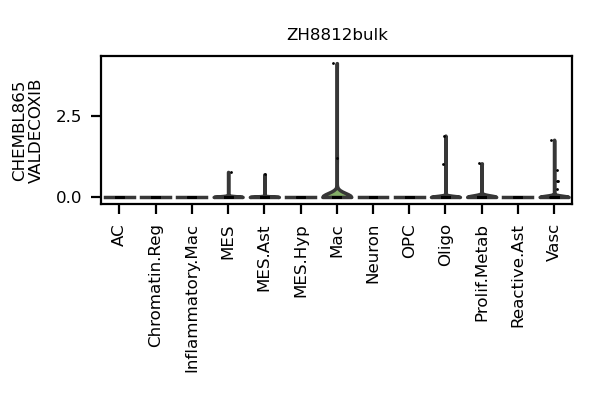 ZH8812bulk
CHEMBL865
VALDECOXIB
2.5
0.0
AC
Chromatin.Reg
Inflammatory.Mac
MES
MES.Ast
MES.Hyp
Mac
Neuron
OPC
Oligo
Prolif.Metab
Reactive.Ast
Vasc